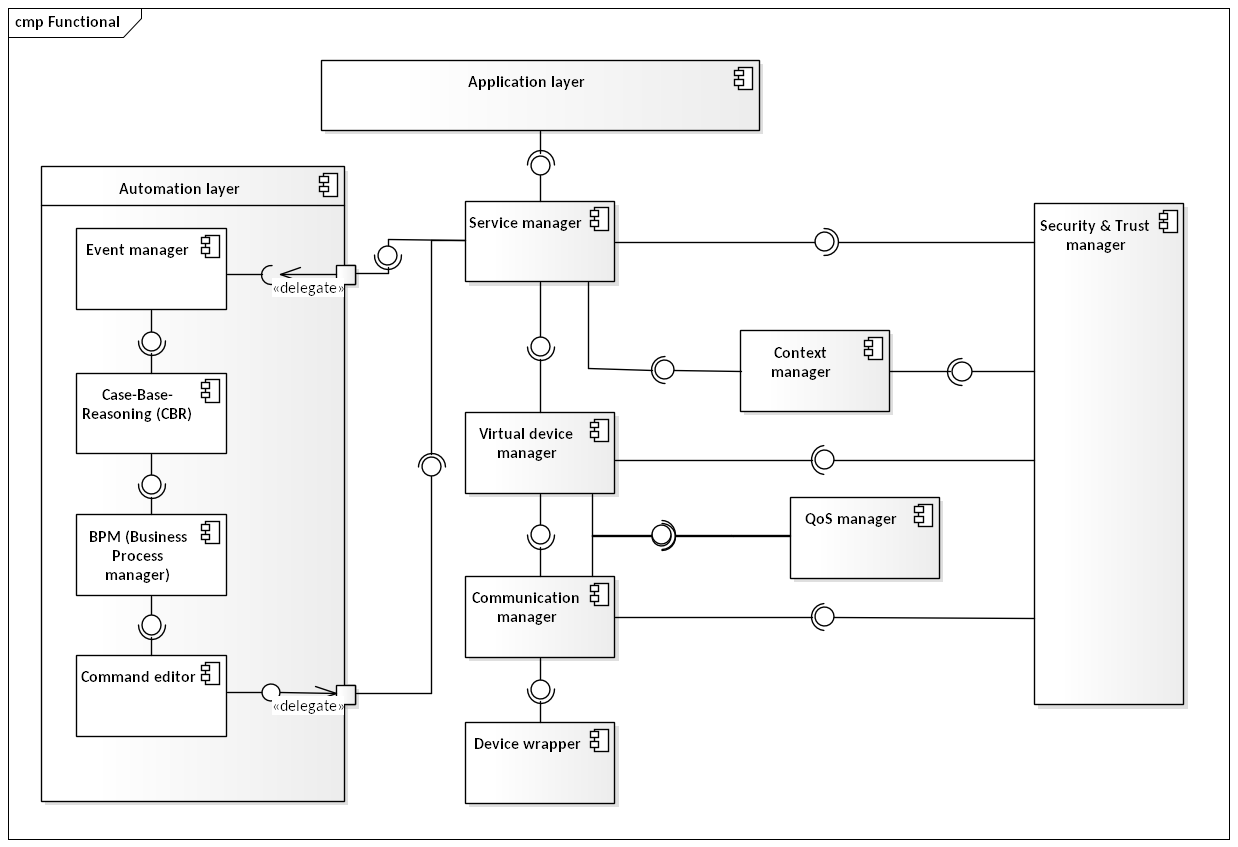 cmp Functional
Application layer
Automation layer
Service manager
Security & Trust
manager
Event manager
«delegate»
Context
manager
Case-Base-
Reasoning (CBR)
Virtual device
manager
QoS manager
BPM (Business
Process
manager)
Communication
manager
Command editor
«delegate»
Device wrapper